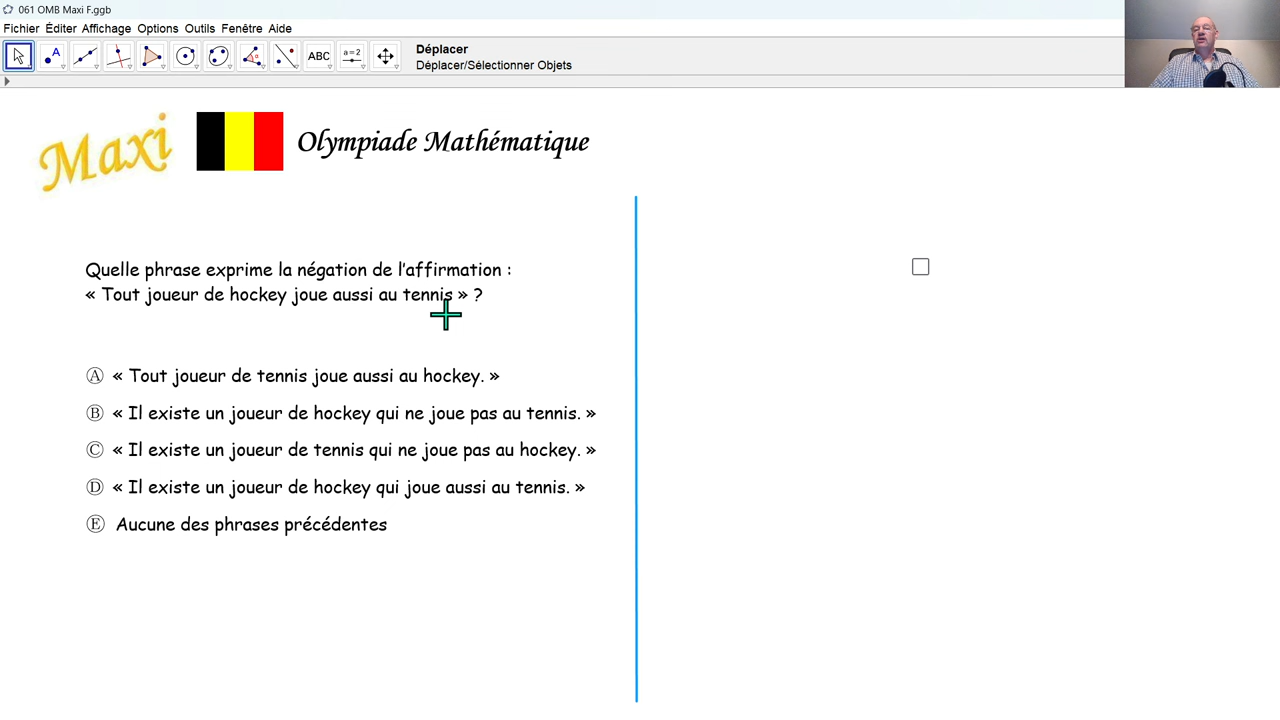 061 OMB Maxi F.ggb
Fichier Éditer Affichage Options Outils Fenêtre Aide
A
ABC
a=2
Déplacer
Déplacer/Sélectionner Objets
Maxi
Olympiade Mathématique
Quelle phrase exprime la négation de l'affirmation :
« Tout joueur de hockey joue aussi au tennis » ?
Ⓐ « Tout joueur de tennis joue aussi au hockey. »
Ⓑ « Il existe un joueur de hockey qui ne joue pas au tennis. »
Ⓒ « Il existe un joueur de tennis qui ne joue pas au hockey. »
Ⓓ « Il existe un joueur de hockey qui joue aussi au tennis. »
Ⓔ Aucune des phrases précédentes